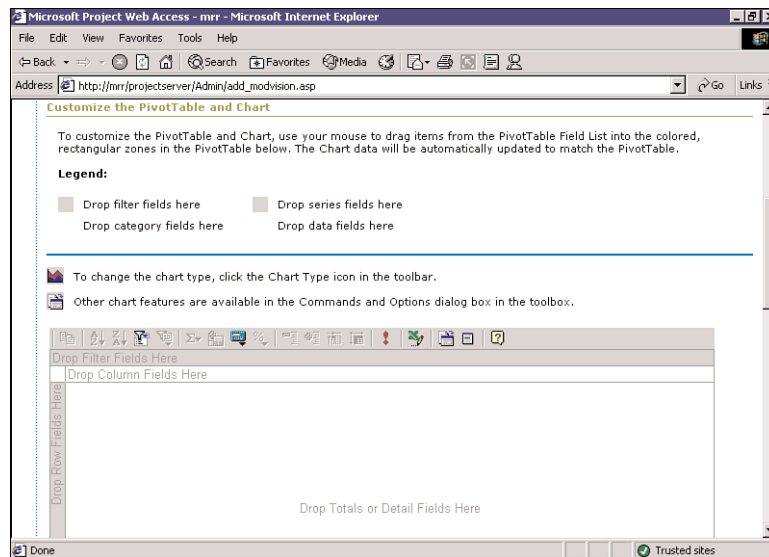 Microsoft Project Web Access - mrr - Microsoft Internet Explorer
File Edit View Favorites Tools Help
Back Search Favorites Media
Address http://mrr/projectserver/Admin/add_modvision.asp Go Links
Customize the PivotTable and Chart
To customize the PivotTable and Chart, use your mouse to drag items from the PivotTable Field List into the colored,
rectangular zones in the PivotTable below. The Chart data will be automatically updated to match the PivotTable.
Legend:
Drop filter fields here Drop series fields here
Drop category fields here Drop data fields here
To change the chart type, click the Chart Type icon in the toolbar.
Other chart features are available in the Commands and Options dialog box in the toolbox.
Drop Filter Fields Here
Drop Column Fields Here
Drop Row Fields Here
Drop Totals or Detail Fields Here
Done Trusted sites